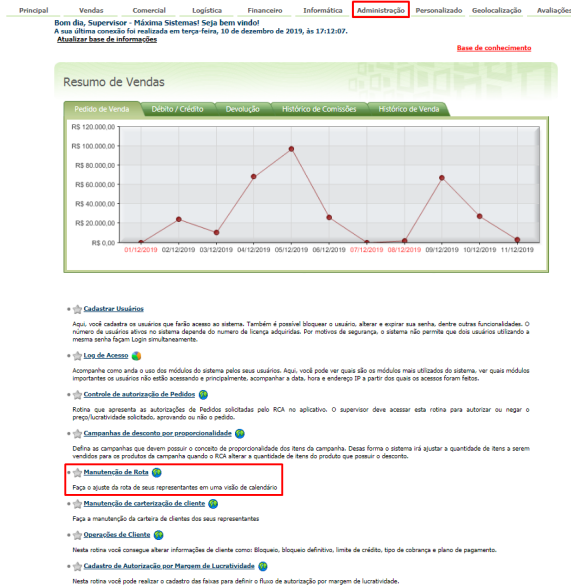 Principal Vendas Comercial Logística Financeiro Informática Administração Personalizado Geolocalização Avaliações
Bom dia, Supervisor - Máxima Sistemas! Seja bem vindo!
A sua última conexão foi realizada em terça-feira, 10 de dezembro de 2019, às 17:12:07.
Atualizar base de informações
Base de conhecimento
Resumo de Vendas
Pedido de Venda Débito / Crédito Devolução Histórico de Comissões Histórico de Venda
R$ 120.000,00
R$ 100.000,00
R$ 80.000,00
R$ 60.000,00
R$ 40.000,00
R$ 20.000,00
R$ 0,00
01/12/2019 02/12/2019 03/12/2019 04/12/2019 05/12/2019 06/12/2019 07/12/2019 08/12/2019 09/12/2019 10/12/2019 11/12/2019
Cadastrar Usuários
Aqui, você cadastra os usuários que farão acesso ao sistema. Também é possível bloquear o usuário, alterar e expirar sua senha, dentre outras funcionalidades. O
número de usuários ativos no sistema depende do numero de licença adquiridas. Por motivos de segurança. o sistema não permite que dois usuários utilizando a
mesma senha façam Login simultaneamente.
Log de Acesso
Acompanhe como anda o uso dos módulos do sistema pelos seus usuários. Aqui, você pode ver quais são os módulos mais utilizados do sistema, ver quais módulos
importantes os usuários não estão acessando e principalmente, acompanhar a data, hora e endereço IP a partir dos quais os acessos foram feitos.
Controle de autorização de Pedidos
Rotina que apresenta as autorizações de Pedidos solicitadas pelo RCA no aplicativo. O supervisor deve acessar esta rotina para autorizar ou negar o
preço/lucratividade solicitado, aprovando ou não o pedido.
Campanhas de desconto por proporcionalidade
Defina as campanhas que devem possuir o conceito de proporcionalidade dos itens da campanha. Desas forma o sistema irá ajustar a quantidade de itens a serem
vendidos para os produtos da campanha quando o RCA alterar a quantidade de itens do produto que possuir o desconto.
Manutenção de Rota
Faça o ajuste da rota de seus representantes em uma visão de calendário
Manutenção de carterização de cliente
Faça a manutenção da carteira de clientes dos seus representantes
Operações de Cliente
Nesta rotina você consegue alterar informações de cliente como: Bloqueio, bloqueio definitivo, limite de crédito, tipo de cobrança e plano de pagamento.
Cadastro de Autorização por Margem de Lucratividade
Nesta rotina você pode realizar o cadastro das faixas para definir o fluxo de autorização por margem de lucratividade.